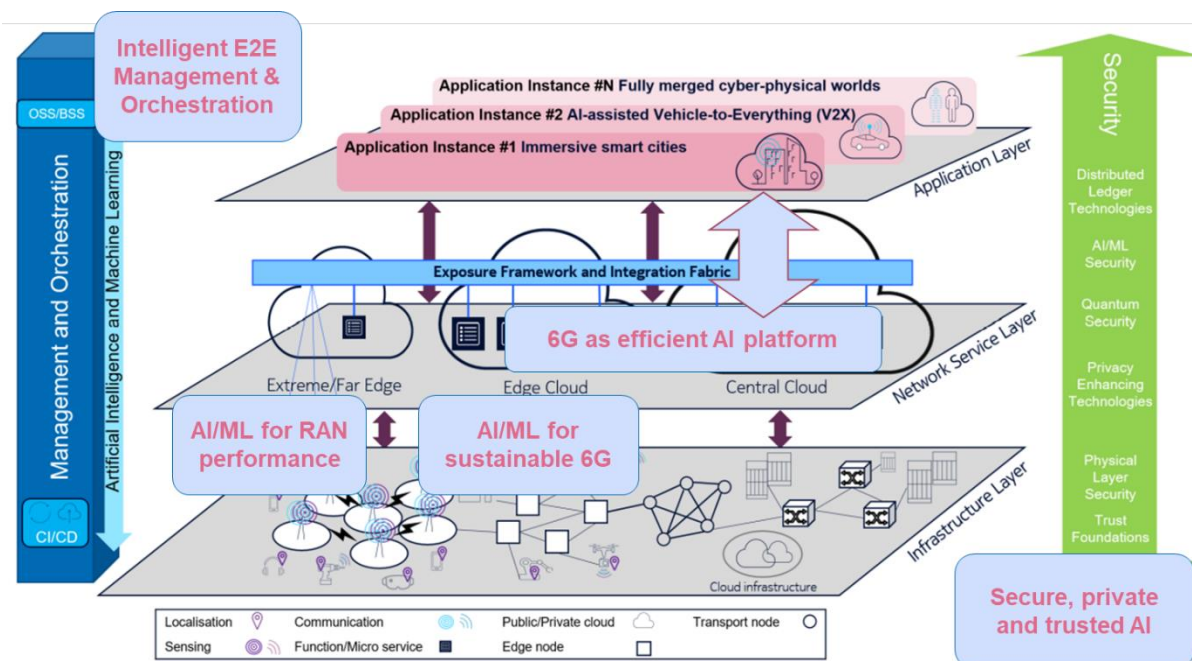 Intelligent E2E
Management &
Orchestration
OSS/BSS
Management and Orchestration
Artificial Intelligence and Machine Learning
CI/CD
Application Instance #N Fully merged cyber-physical worlds
Application Instance #2 AI-assisted Vehicle-to-Everything (V2X)
Application Instance #1 Immersive smart cities
Application Layer
Exposure Framework and Integration Fabric
6G as efficient AI platform
Extreme/Far Edge
Edge Cloud
Central Cloud
Network Service Layer
AI/ML for RAN
performance
AI/ML for
sustainable 6G
Infrastructure Layer
Cloud infrastructure
Security
Distributed
Ledger
Technologies
AI/ML
Security
Quantum
Security
Privacy
Enhancing
Technologies
Physical
Layer
Security
Trust
Foundations
Secure, private
and trusted AI
Localisation
Communication
Public/Private cloud
Transport node
Sensing
Function/Micro service
Edge node